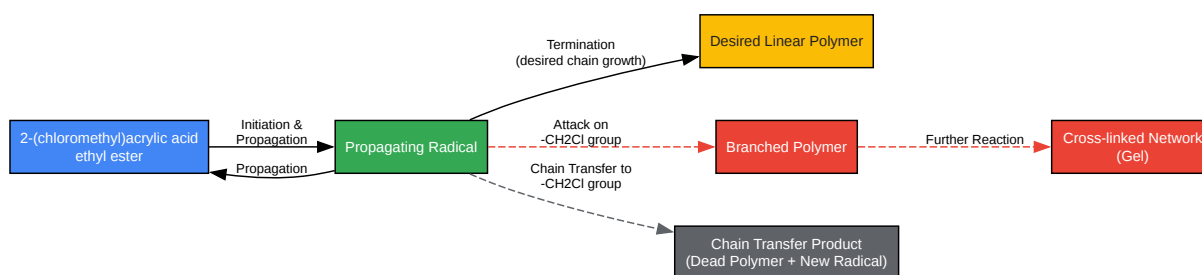 Desired Linear Polymer
Termination
(desired chain growth)
2-(chloromethyl)acrylic acid
ethyl ester
Initiation &
Propagation
Propagation
Propagating Radical
Attack on
-CH2Cl group
Branched Polymer
Further Reaction
Cross-linked Network
(Gel)
Chain Transfer to
-CH2Cl group
Chain Transfer Product
(Dead Polymer + New Radical)